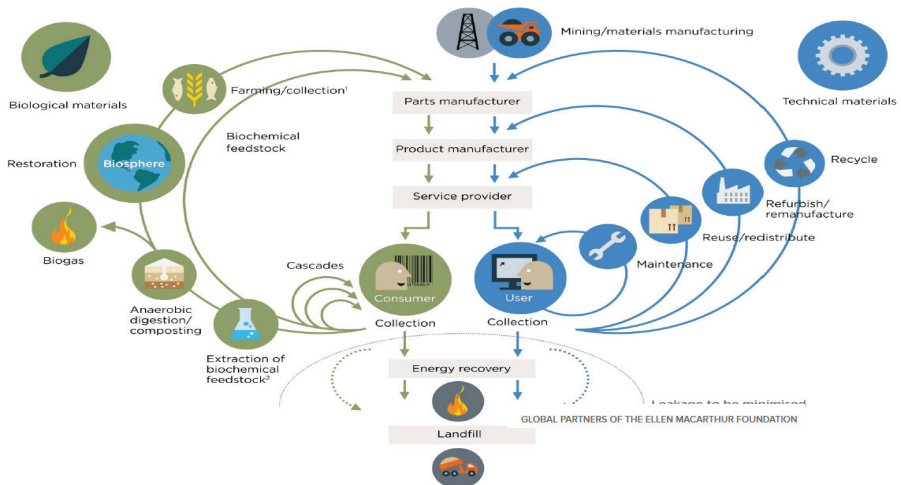 Mining/materials manufacturing
Biological materials
Technical materials
Farming/collection¹
Parts manufacturer
Biochemical
feedstock
Product manufacturer
Restoration
Biosphere
Recycle
Service provider
Refurbish/
remanufacture
Reuse/redistribute
Biogas
Cascades
Maintenance
Consumer
User
Anaerobic
digestion/
composting
Collection
Collection
Extraction of
biochemical
feedstock²
Energy recovery
Leakage to be minimised
GLOBAL PARTNERS OF THE ELLEN MACARTHUR FOUNDATION
Landfill